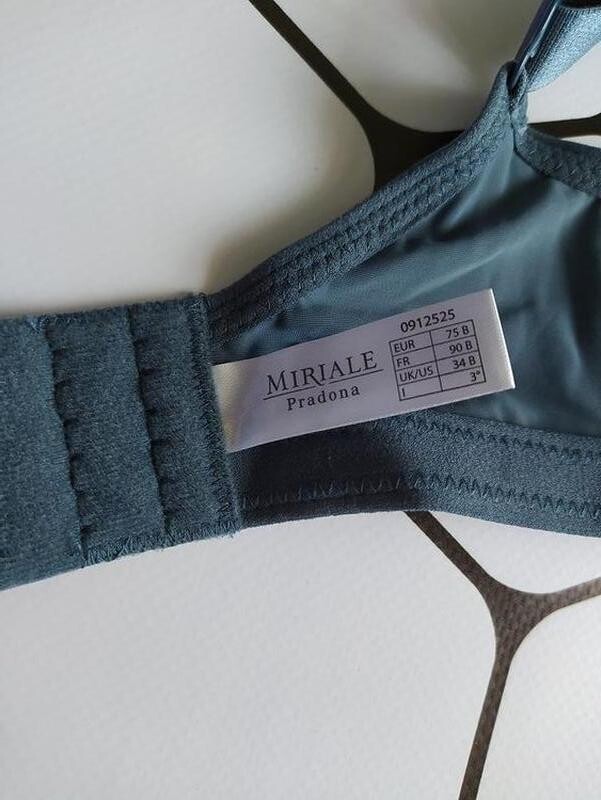 MIRIALE
Pradona
0912525
EUR 75 B
FR 90 B
UK/US 34 B
I 3°